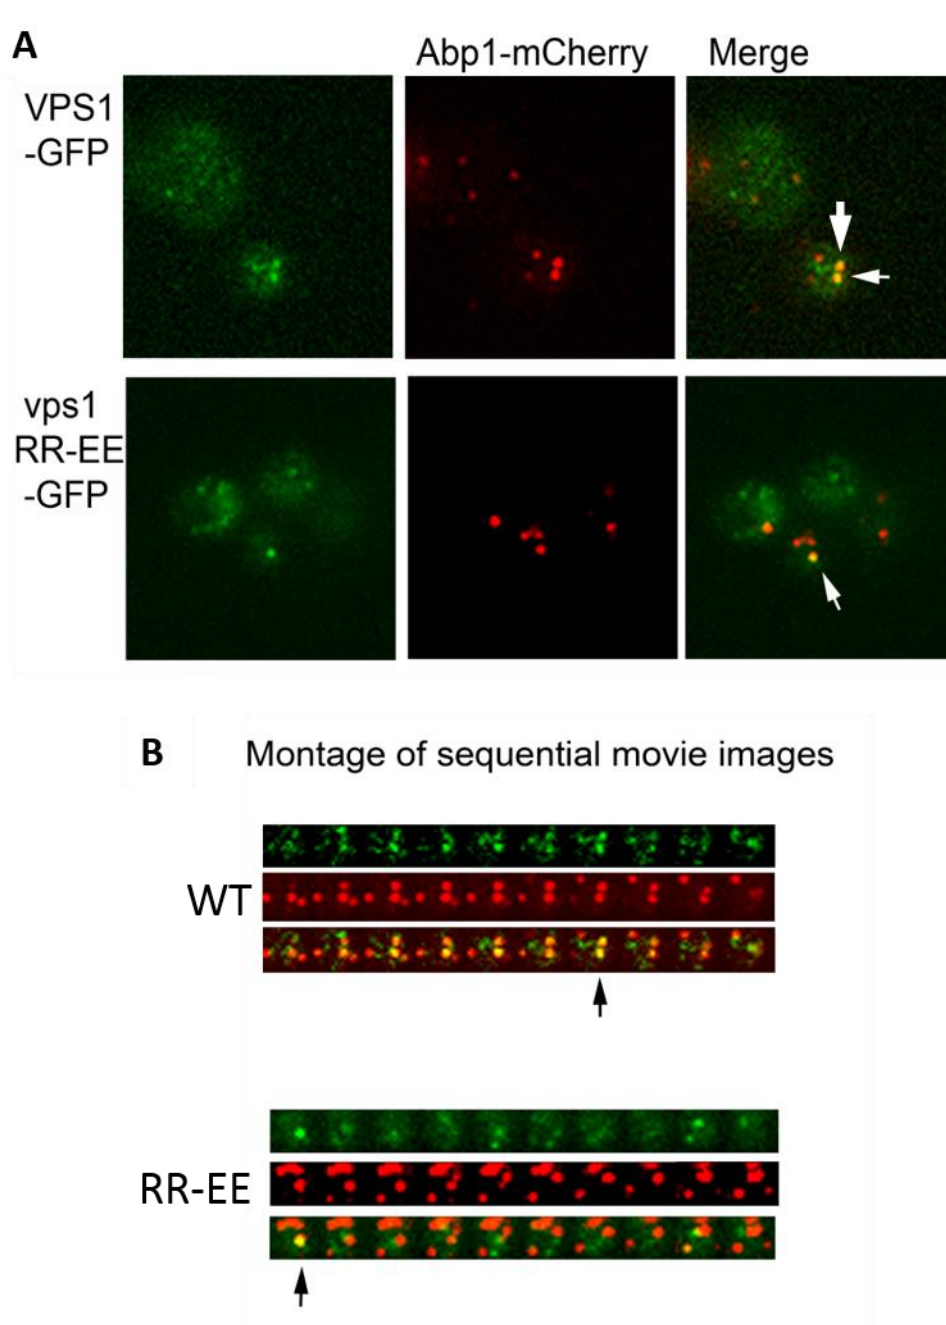 A
Abp1-mCherry Merge
VPS1
-GFP
vps1
RR-EE
-GFP
B
Montage of sequential movie images
WT
RR-EE